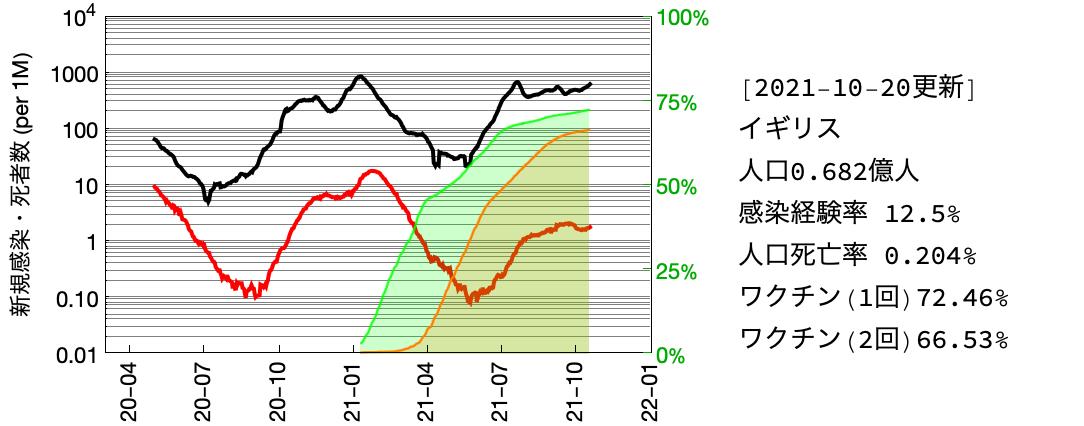 新規感染・死者数 (per 1M)
10^4
1000
100
10
1
0.10
0.01
100%
75%
50%
25%
0%
20-04
20-07
20-10
21-01
21-04
21-07
21-10
22-01
[2021-10-20更新]
イギリス
人口0.682億人
感染経験率 12.5%
人口死亡率 0.204%
ワクチン(1回)72.46%
ワクチン(2回)66.53%